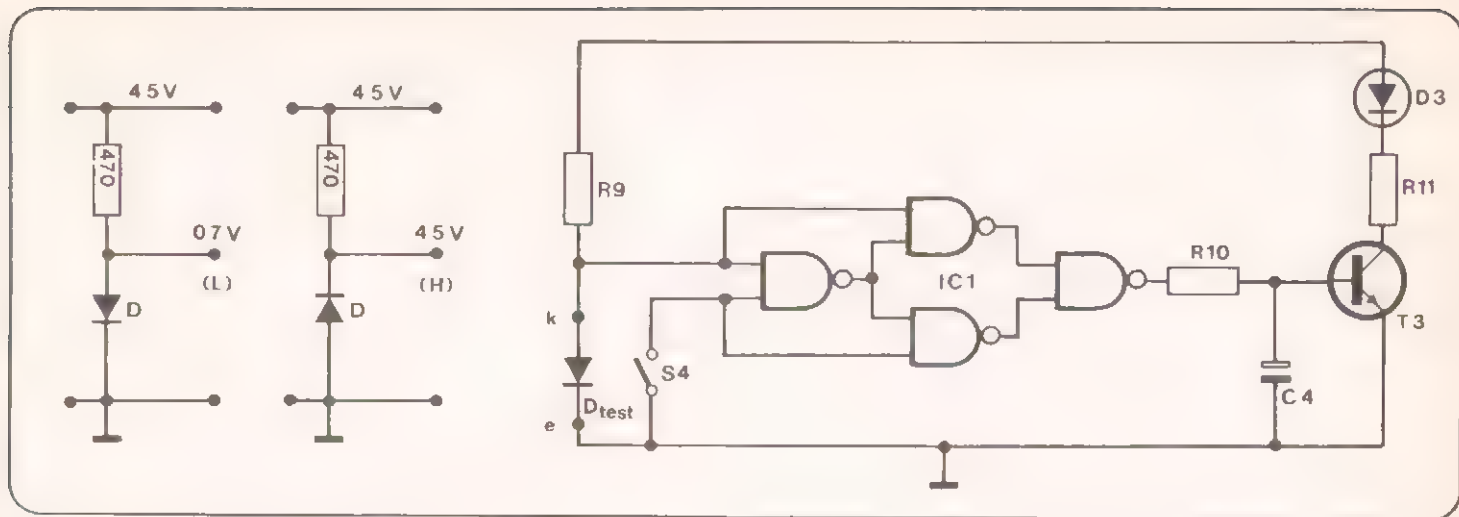 45V
45V
470
470
07V
(L)
45V
(H)
D
D
R9
k
Dtest
e
S4
IC1
R10
C4
D3
R11
T3